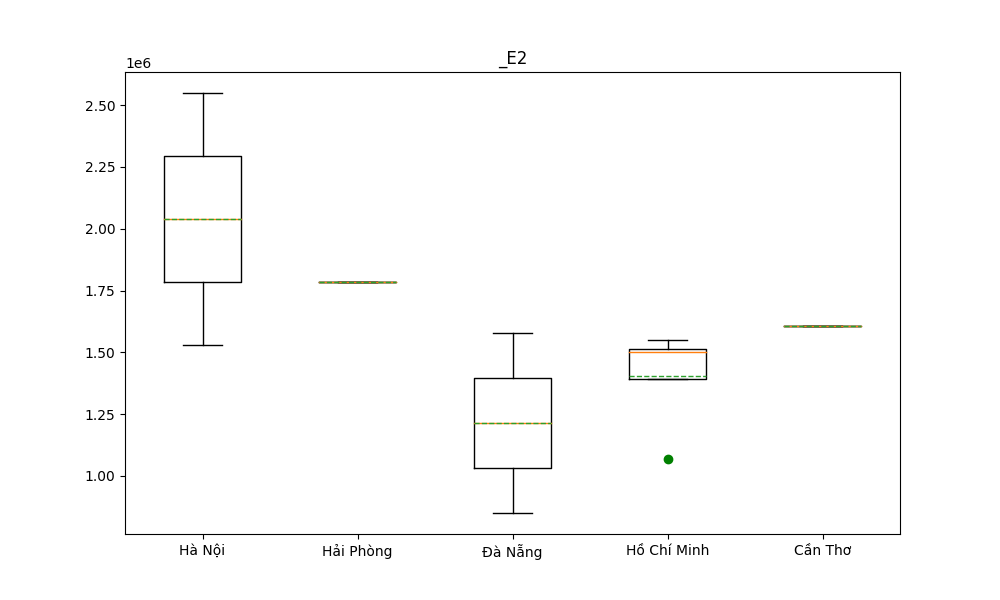 _E2
1e6
2.50
2.25
2.00
1.75
1.50
1.25
1.00
Hà Nội
Hải Phòng
Đà Nẵng
Hồ Chí Minh
Cần Thơ